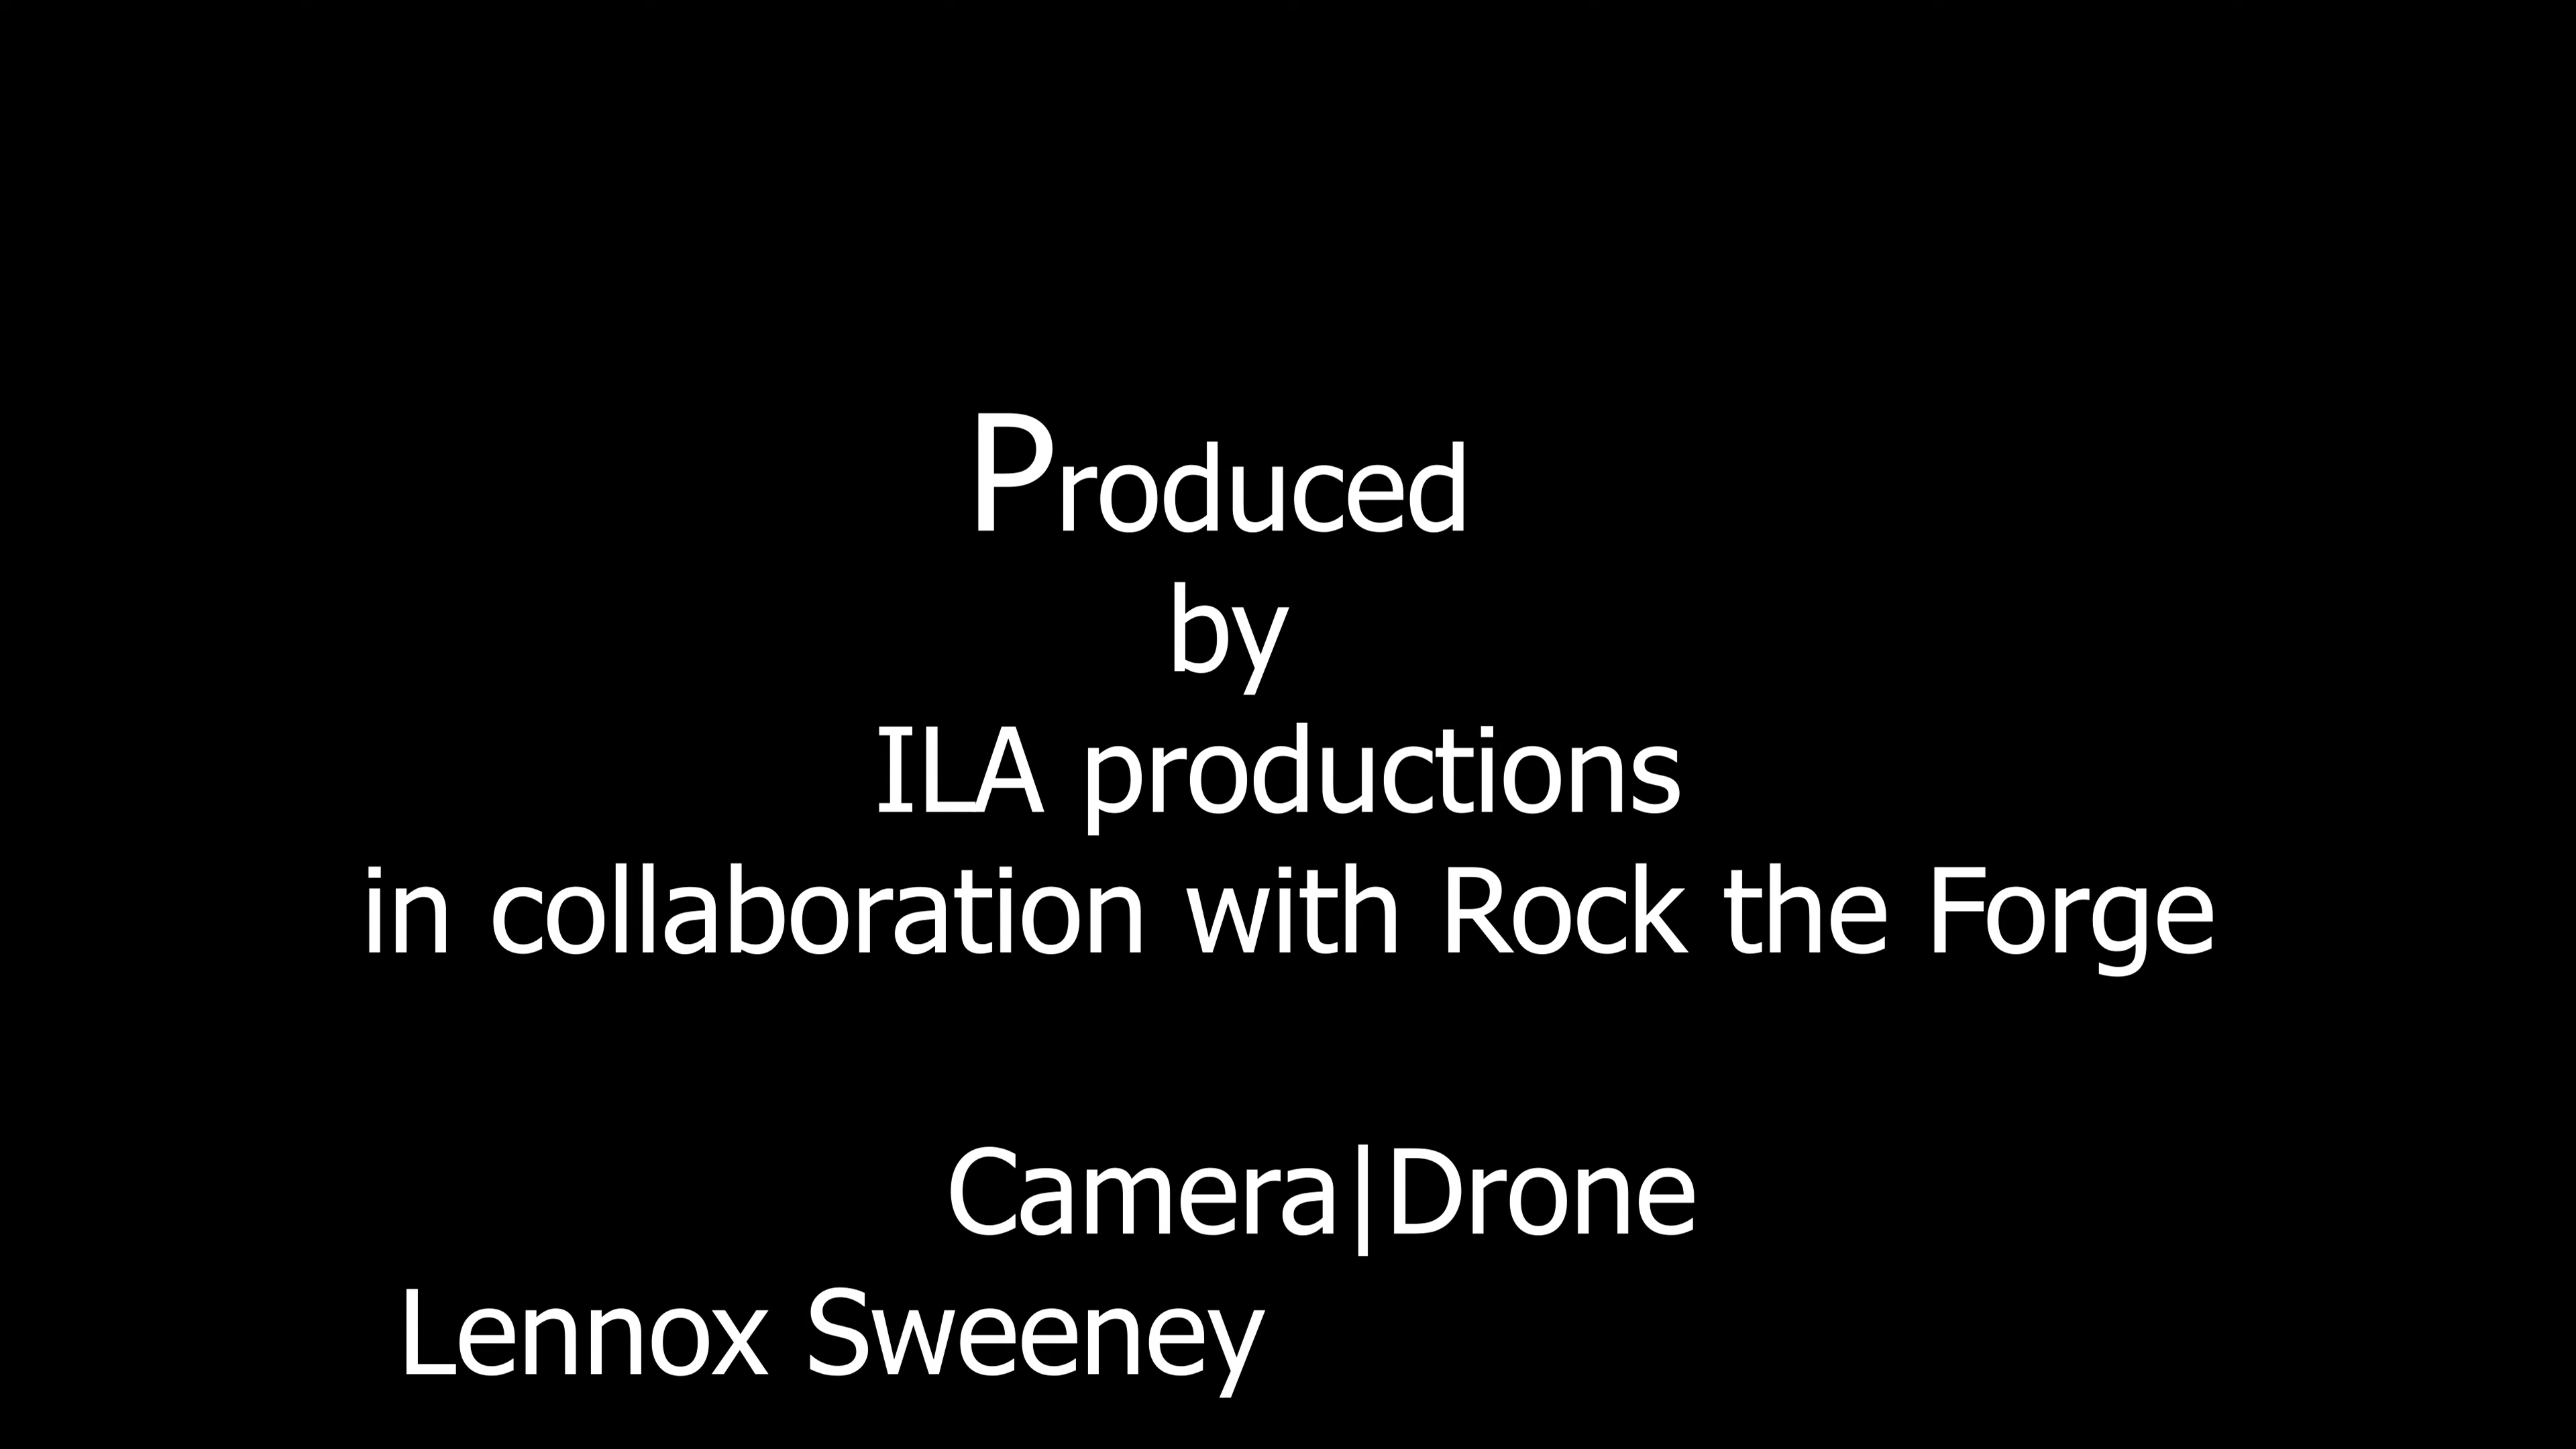 Produced
by
ILA productions
in collaboration with Rock the Forge
Camera|Drone
Lennox Sweeney